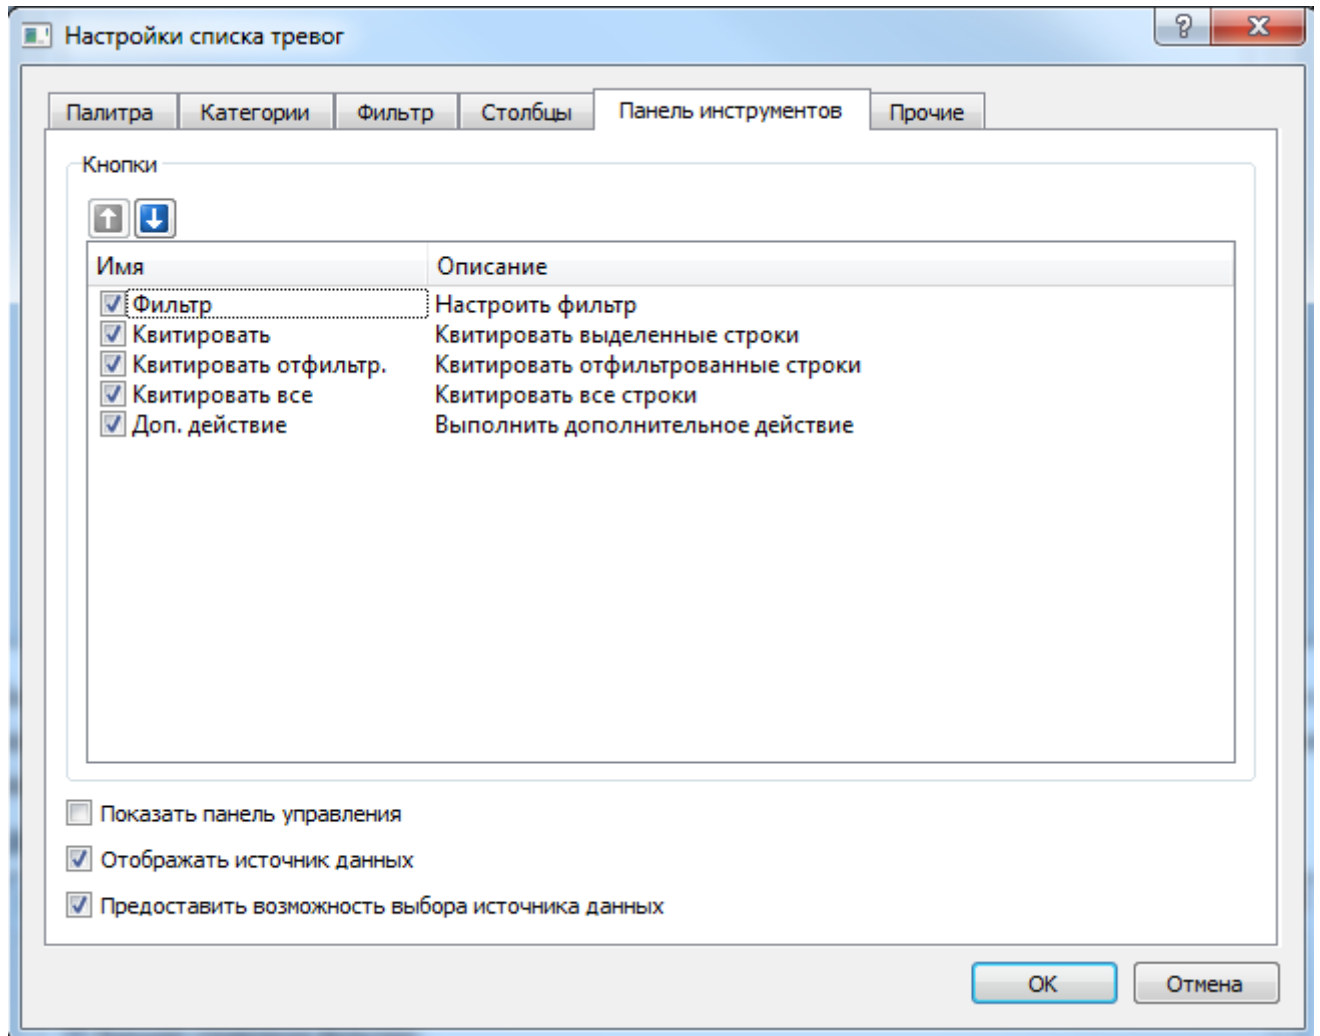 Настройки списка тревог
Палитра Категории Фильтр Столбцы Панель инструментов Прочие
Кнопки
Имя Описание
Фильтр Настроить фильтр
Квитировать Квитировать выделенные строки
Квитировать отфильтр. Квитировать отфильтрованные строки
Квитировать все Квитировать все строки
Доп. действие Выполнить дополнительное действие
Показать панель управления
Отображать источник данных
Предоставить возможность выбора источника данных
OK Отмена